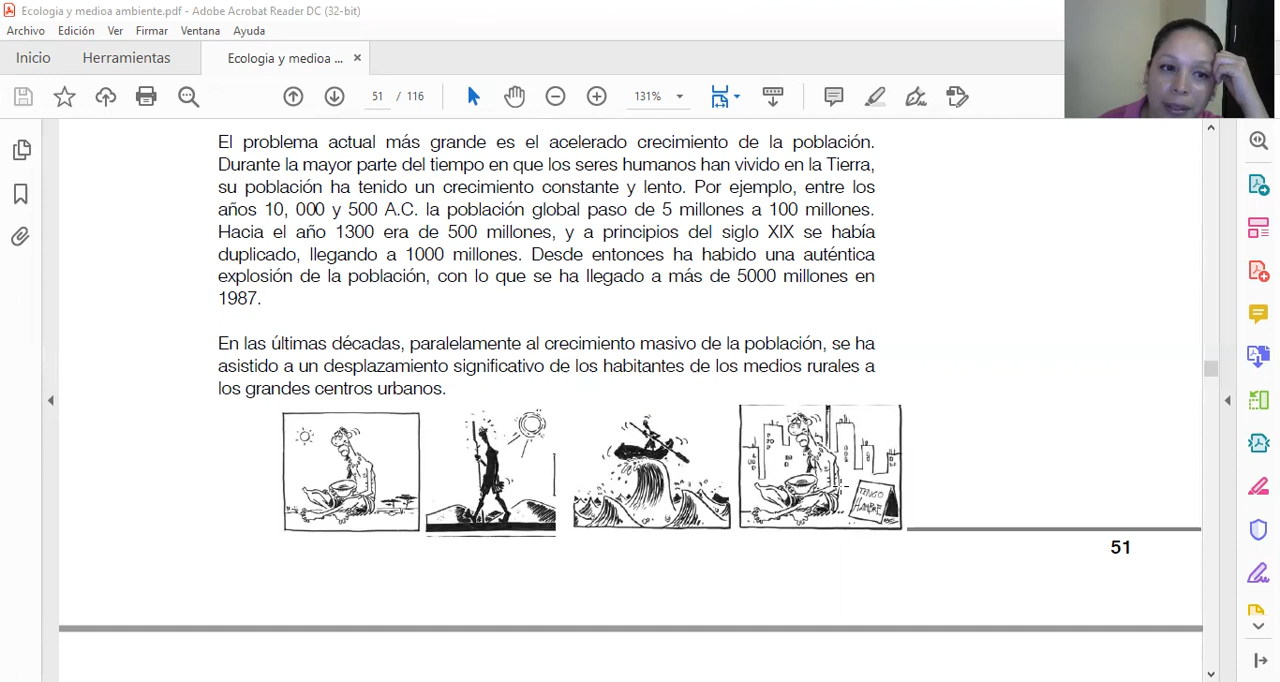 Ecologia y medioa ambiente.pdf - Adobe Acrobat Reader DC (32-bit)
Archivo Edición Ver Firmar Ventana Ayuda
Inicio Herramientas Ecologia y medioa ... ×
51 / 116 131%
El problema actual más grande es el acelerado crecimiento de la población.
Durante la mayor parte del tiempo en que los seres humanos han vivido en la Tierra,
su población ha tenido un crecimiento constante y lento. Por ejemplo, entre los
años 10, 000 y 500 A.C. la población global paso de 5 millones a 100 millones.
Hacia el año 1300 era de 500 millones, y a principios del siglo XIX se había
duplicado, llegando a 1000 millones. Desde entonces ha habido una auténtica
explosión de la población, con lo que se ha llegado a más de 5000 millones en
1987.
En las últimas décadas, paralelamente al crecimiento masivo de la población, se ha
asistido a un desplazamiento significativo de los habitantes de los medios rurales a
los grandes centros urbanos.
TENGO
HAMBRE
51